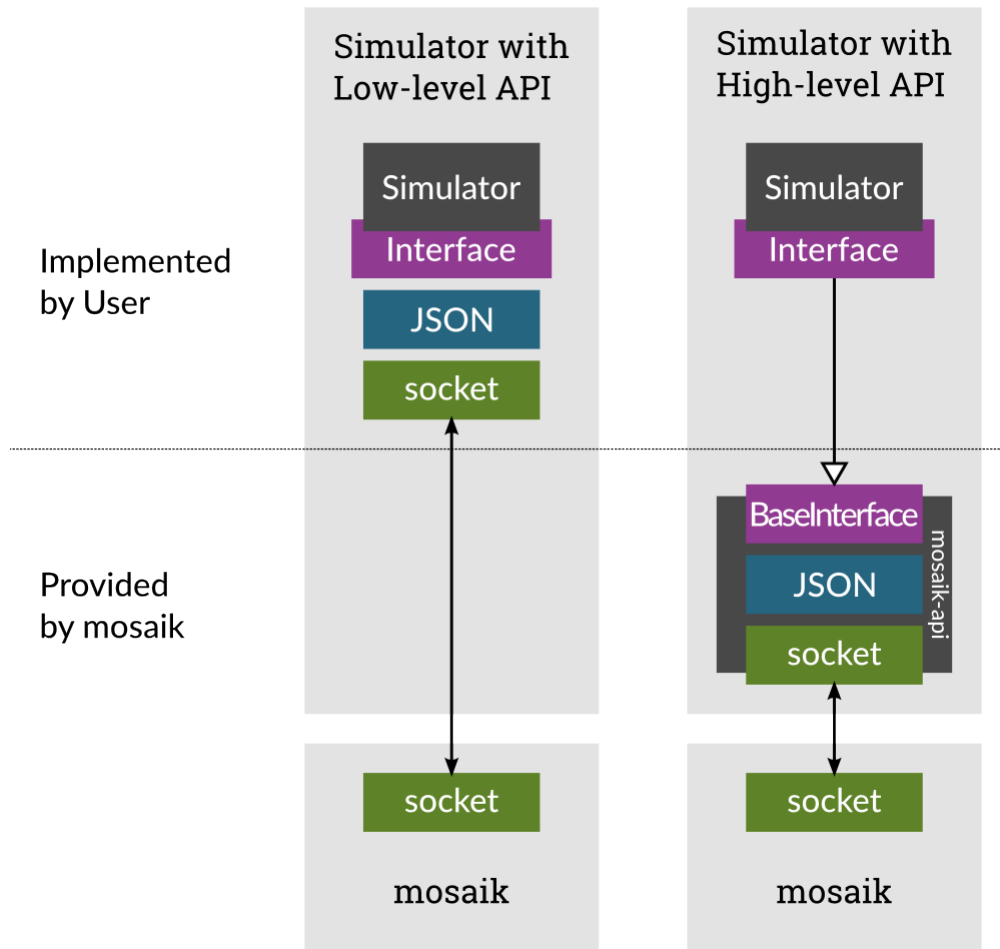 Simulator with
Low-level API
Simulator with
High-level API
Implemented
by User
Simulator
Interface
JSON
socket
Simulator
Interface
Provided
by mosaik
BaseInterface
JSON
socket
mosaik-api
socket
mosaik
socket
mosaik